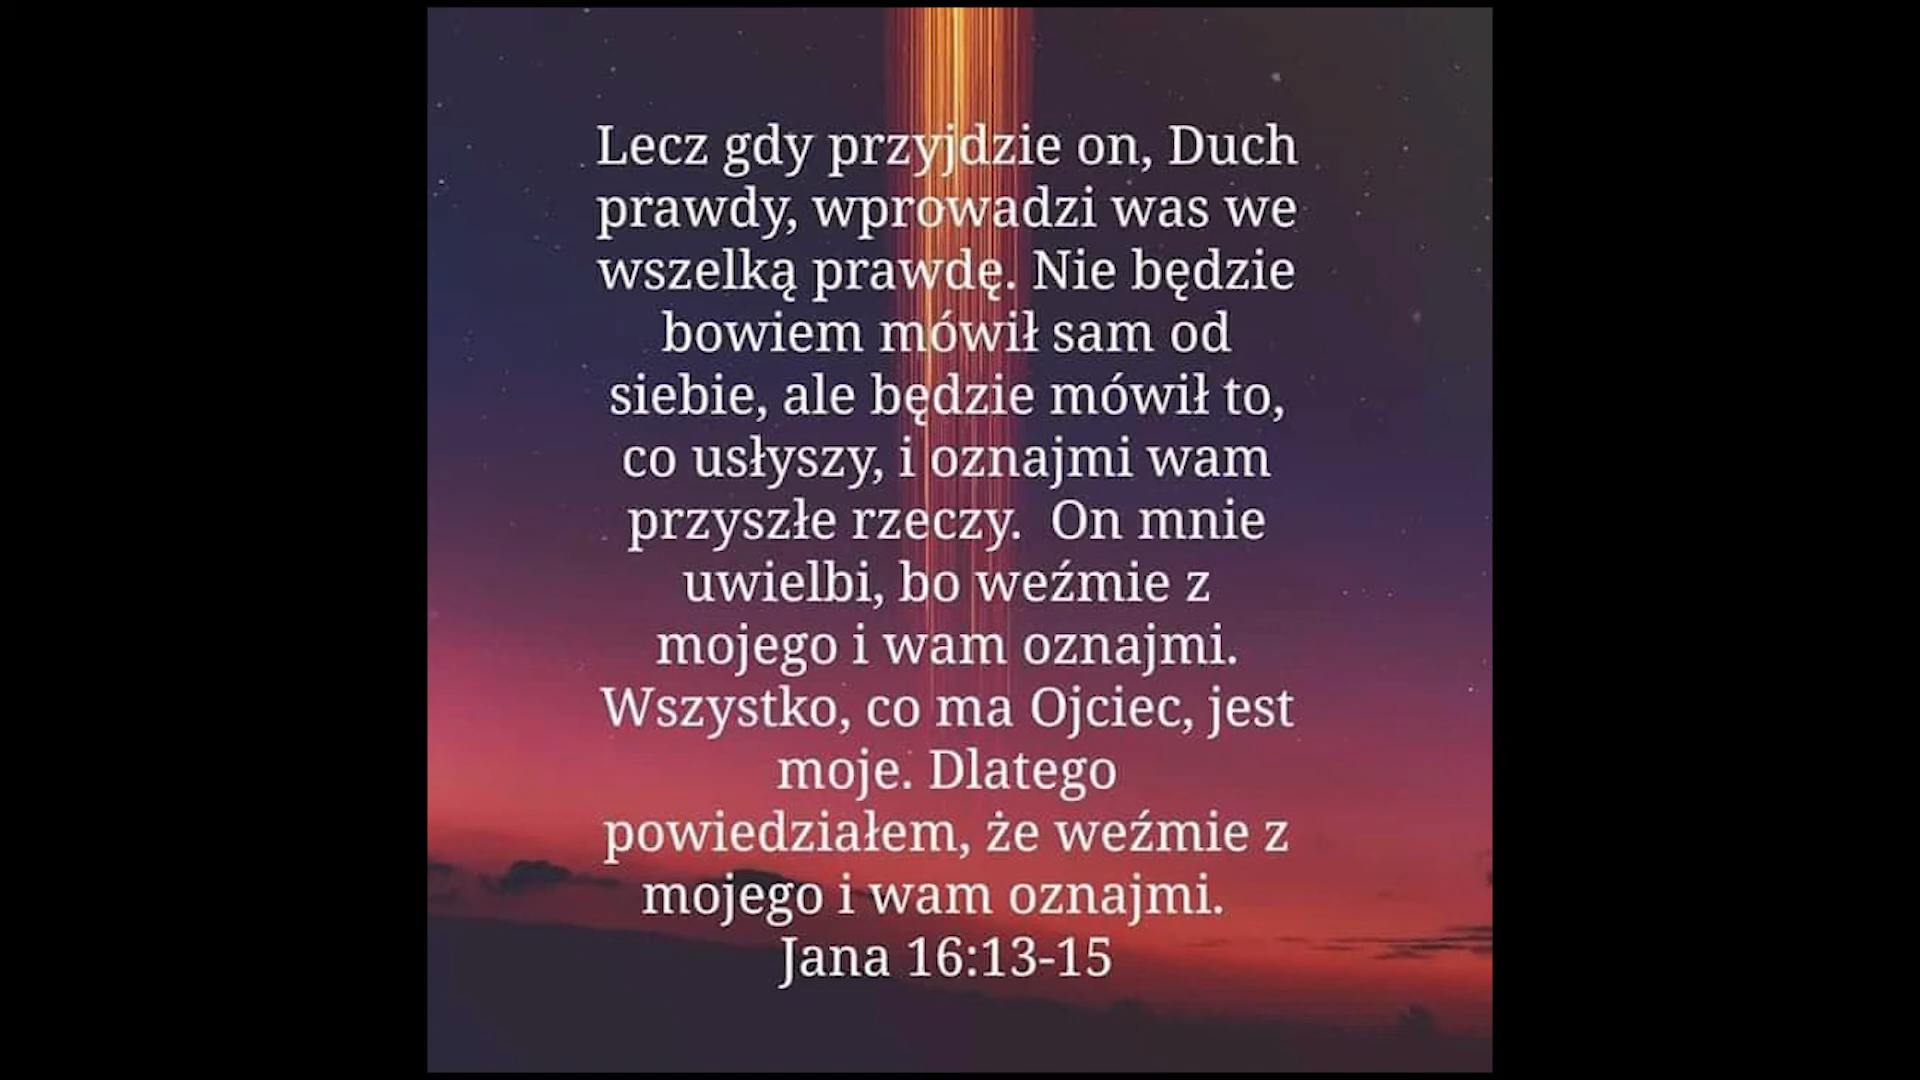 Lecz gdy przyjdzie on, Duch
prawdy, wprowadzi was we
wszelką prawdę. Nie będzie
bowiem mówił sam od
siebie, ale będzie mówił to,
co usłyszy, i oznajmi wam
przyszłe rzeczy.  On mnie
uwielbi, bo weźmie z
mojego i wam oznajmi.
Wszystko, co ma Ojciec, jest
moje. Dlatego
powiedziałem, że weźmie z
mojego i wam oznajmi.
Jana 16:13-15